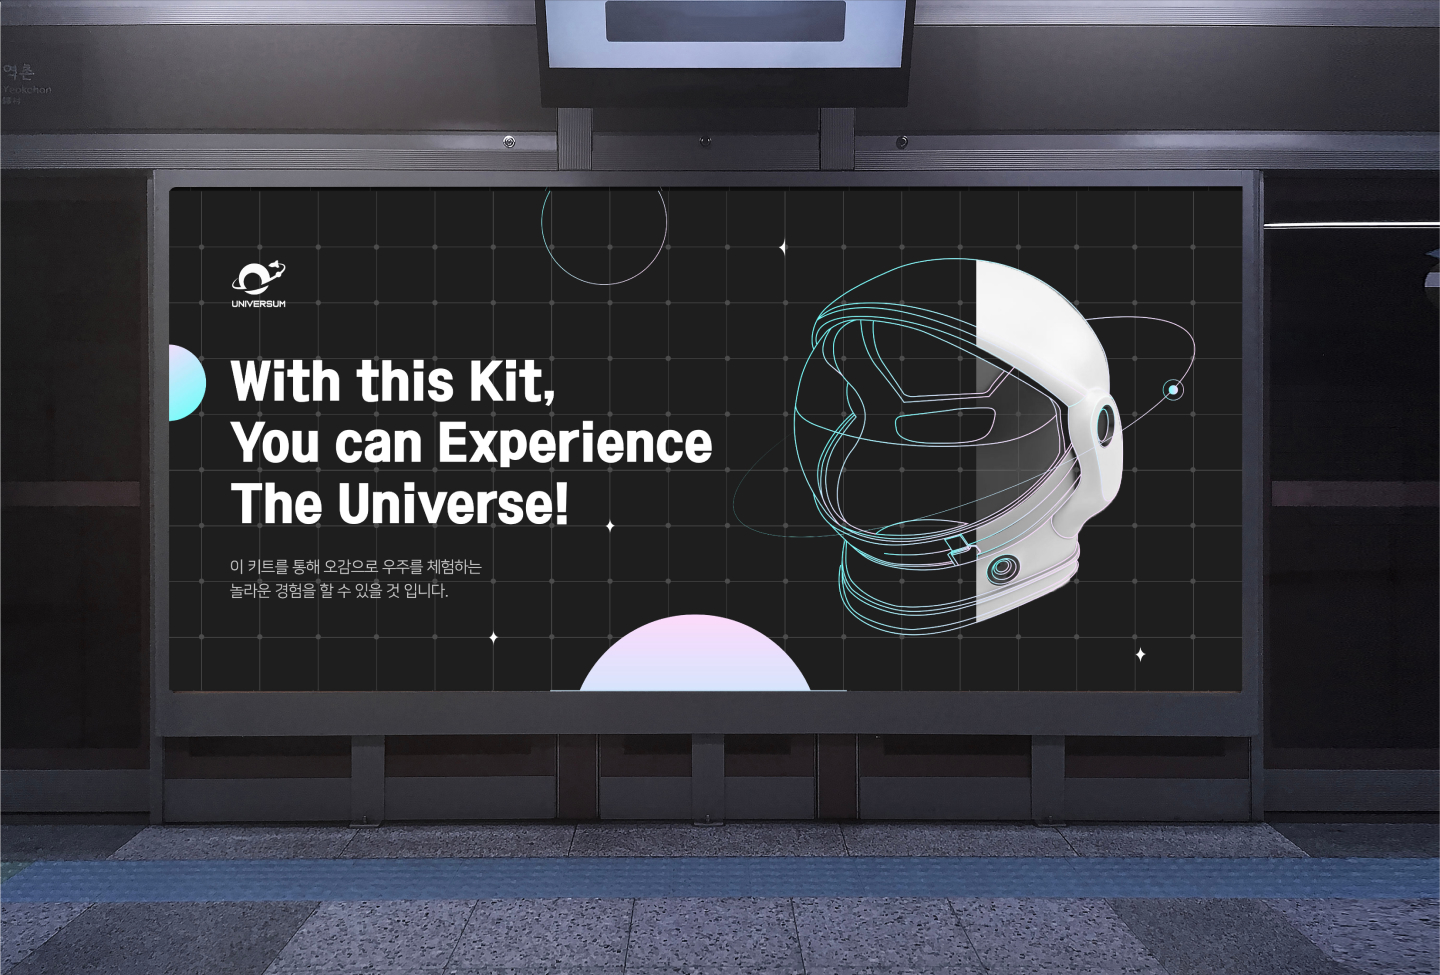 역촌
Yeokchon
UNIVERSUM
With this Kit,
You can Experience
The Universe!
이 키트를 통해 오감으로 우주를 체험하는
놀라운 경험을 할 수 있을 것 입니다.